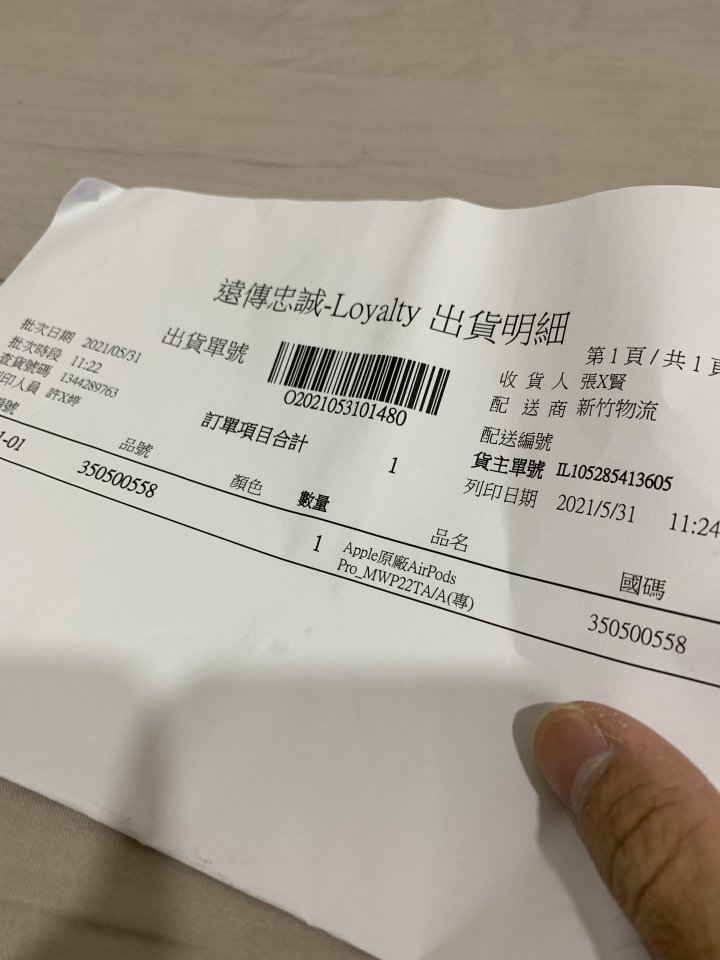 遠傳忠誠-Loyalty 出貨明細
第1頁/共1頁
批次日期 2021/05/31
批次時段 11:22
查貨號碼 1344289763
印人員 許X婷
出貨單號
O2021053101480
收貨人 張X賢
配送商 新竹物流
配送編號
貨主單號 IL105285413605
列印日期 2021/5/31 11:24
訂單項目合計 1
號 品號 顏色 數量 品名 國碼
-01 350500558 1 Apple原廠AirPods
Pro_MWP22TA/A(專) 350500558